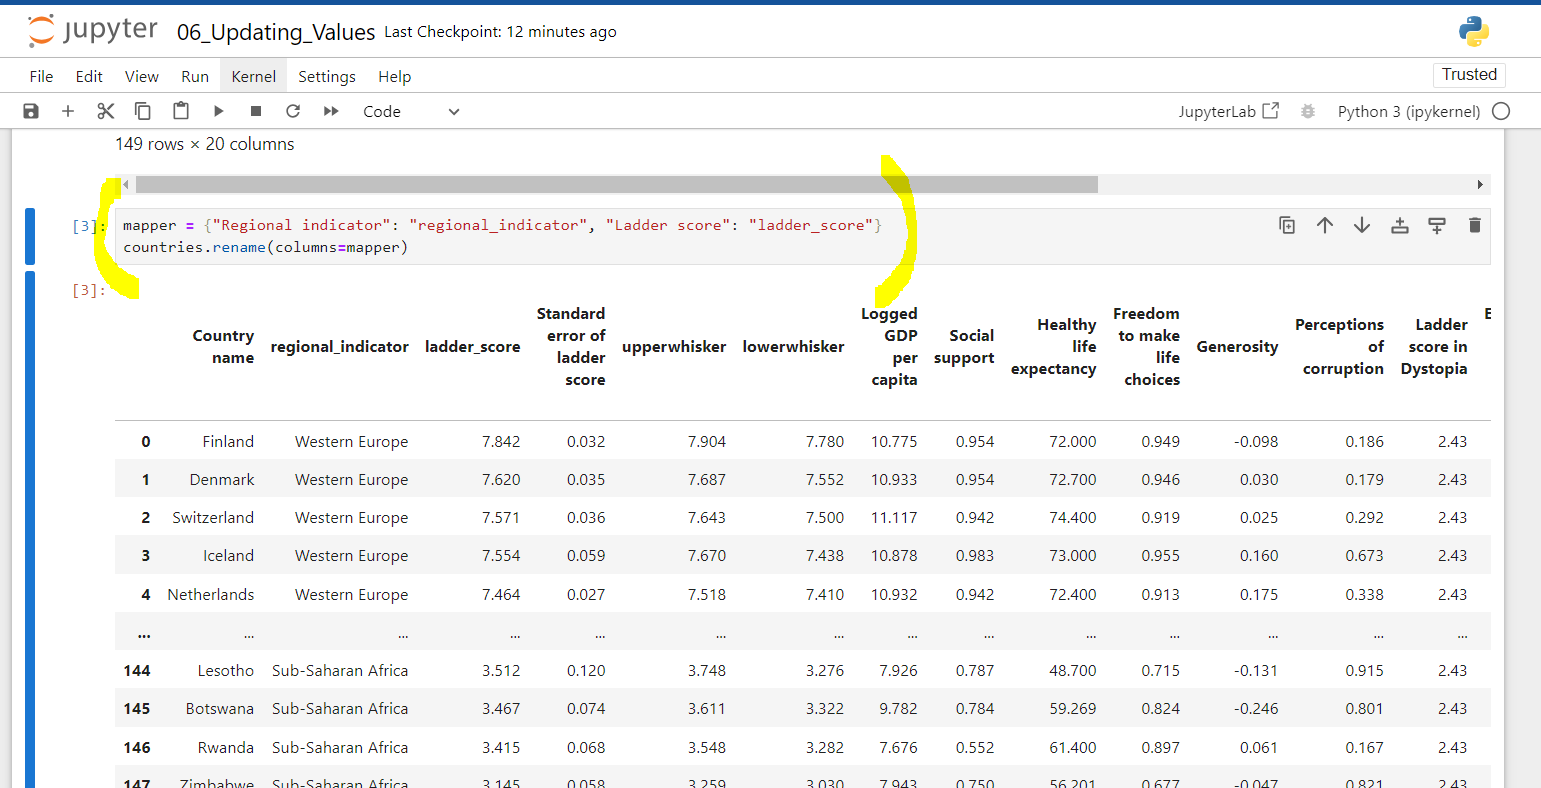 jupyter 06_Updating_Values Last Checkpoint: 12 minutes ago
File Edit View Run Kernel Settings Help Trusted
Code JupyterLab Python 3 (ipykernel)
149 rows × 20 columns
[3]: mapper = {"Regional indicator": "regional_indicator", "Ladder score": "ladder_score"}
countries.rename(columns=mapper)
[3]:
Country name regional_indicator ladder_score Standard error of ladder score upperwhisker lowerwhisker Logged GDP per capita Social support Healthy life expectancy Freedom to make life choices Generosity Perceptions of corruption Ladder score in Dystopia
0 Finland Western Europe 7.842 0.032 7.904 7.780 10.775 0.954 72.000 0.949 -0.098 0.186 2.43
1 Denmark Western Europe 7.620 0.035 7.687 7.552 10.933 0.954 72.700 0.946 0.030 0.179 2.43
2 Switzerland Western Europe 7.571 0.036 7.643 7.500 11.117 0.942 74.400 0.919 0.025 0.292 2.43
3 Iceland Western Europe 7.554 0.059 7.670 7.438 10.878 0.983 73.000 0.955 0.160 0.673 2.43
4 Netherlands Western Europe 7.464 0.027 7.518 7.410 10.932 0.942 72.400 0.913 0.175 0.338 2.43
... ... ... ... ... ... ... ... ... ... ... ... ... ...
144 Lesotho Sub-Saharan Africa 3.512 0.120 3.748 3.276 7.926 0.787 48.700 0.715 -0.131 0.915 2.43
145 Botswana Sub-Saharan Africa 3.467 0.074 3.611 3.322 9.782 0.784 59.269 0.824 -0.246 0.801 2.43
146 Rwanda Sub-Saharan Africa 3.415 0.068 3.548 3.282 7.676 0.552 61.400 0.897 0.061 0.167 2.43
147 Zimbabwe Sub-Saharan Africa 3.145 0.058 3.259 3.030 7.943 0.750 56.201 0.677 -0.047 0.821 2.43